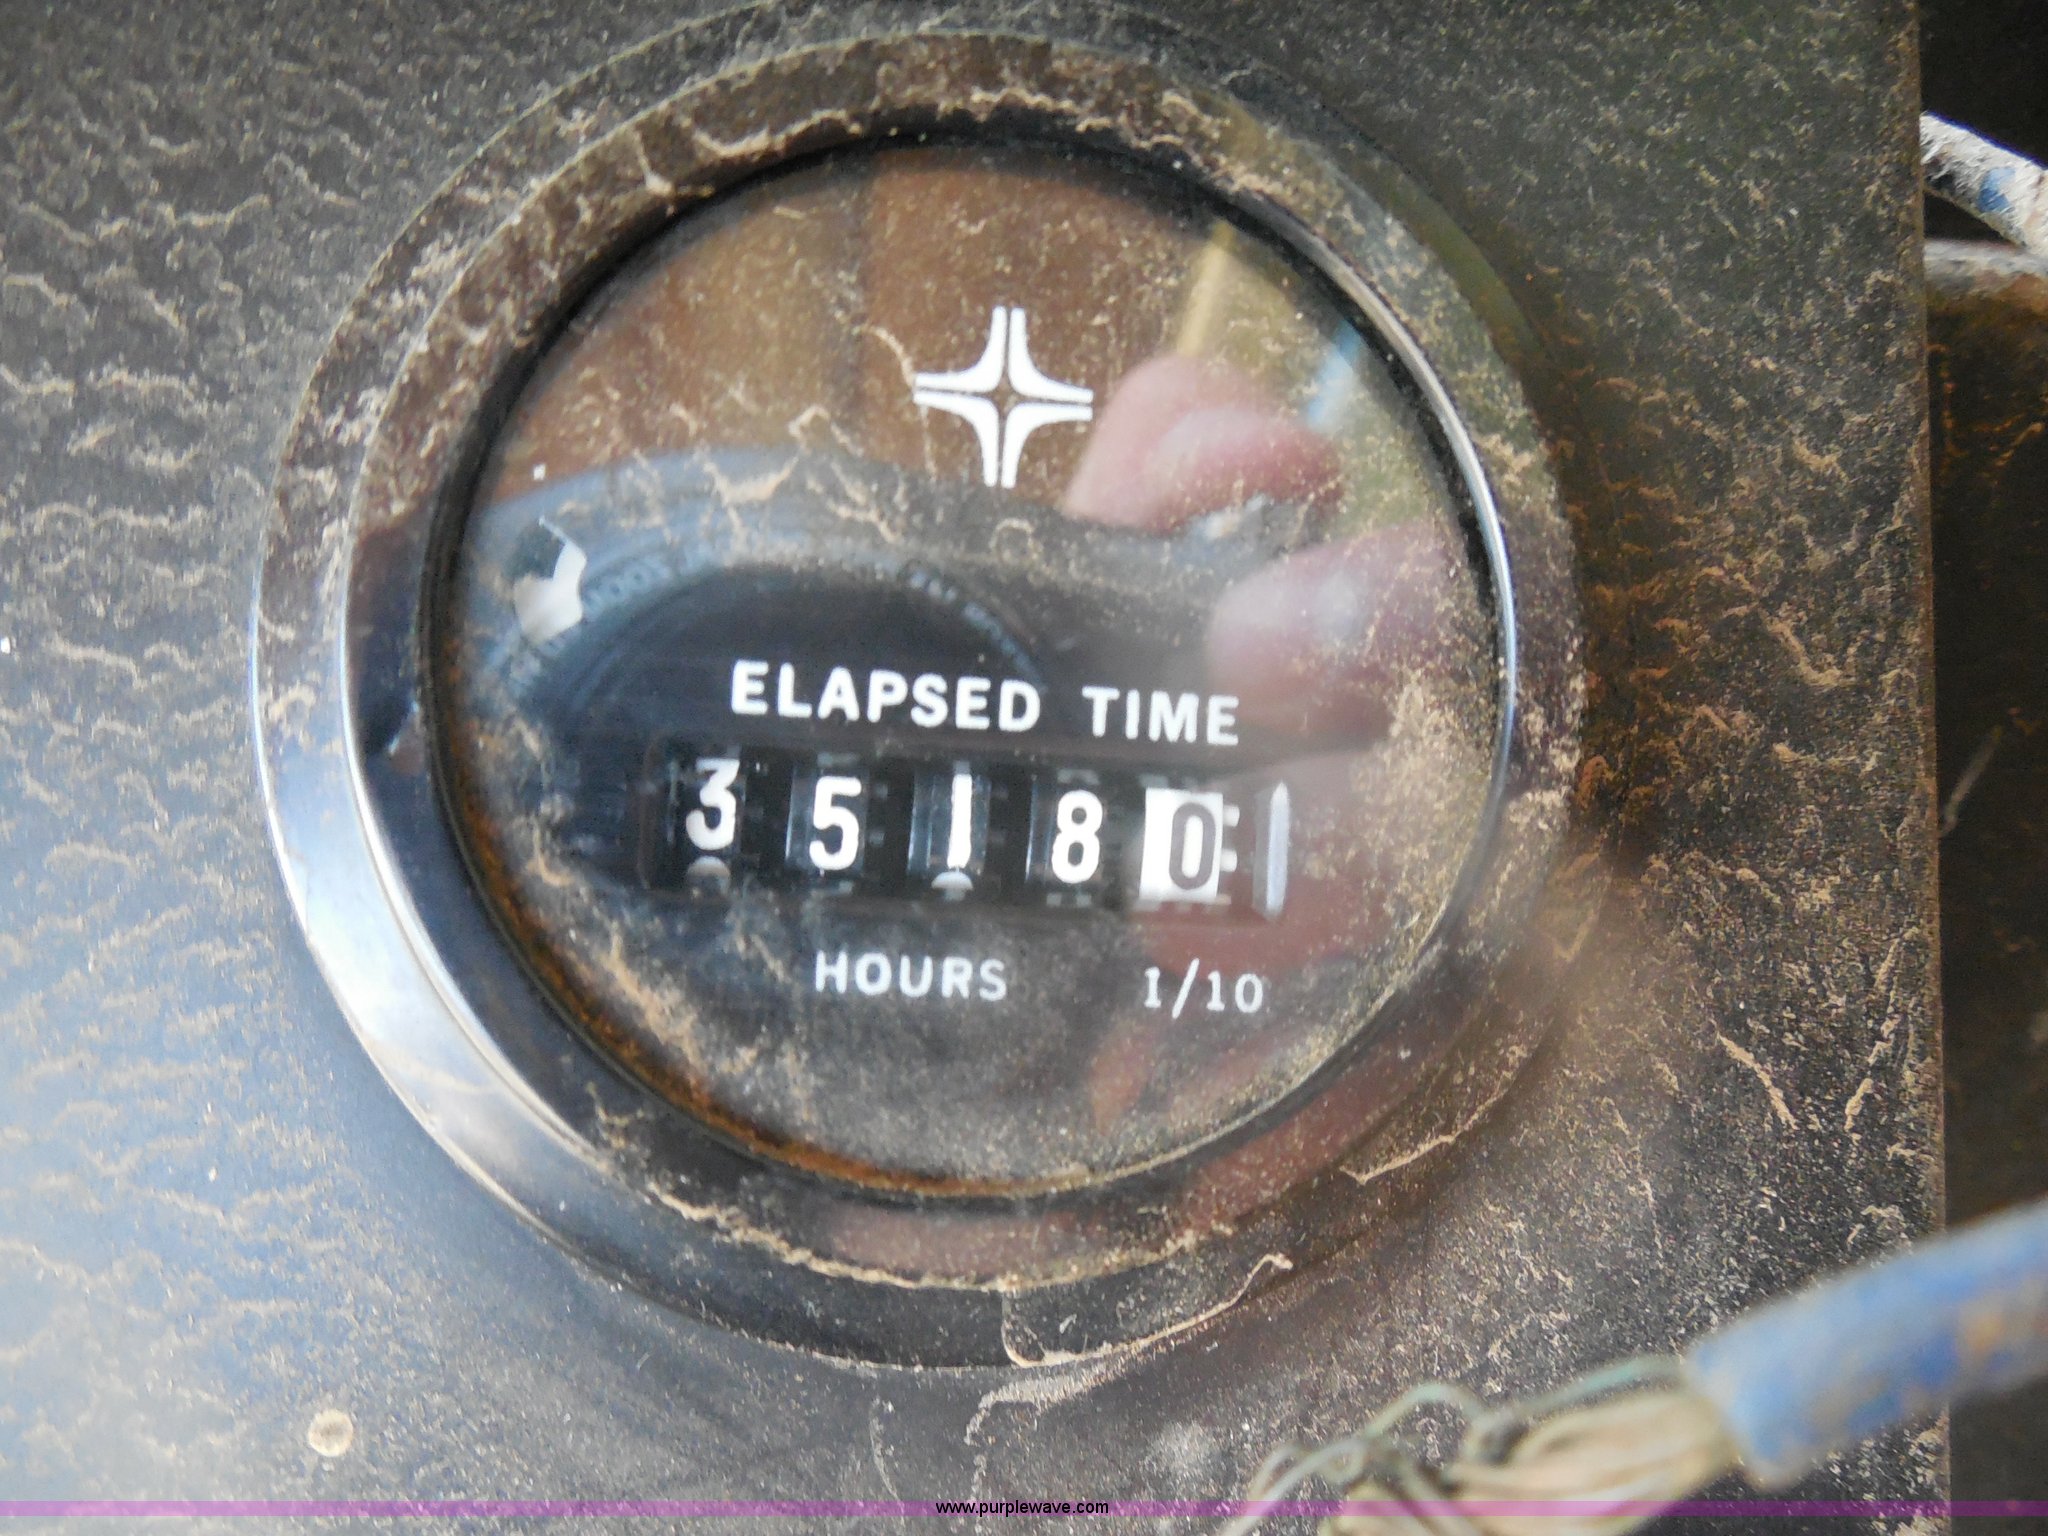 ELAPSED TIME
3 5 1 8 0
HOURS 1/10
www.purplewave.com